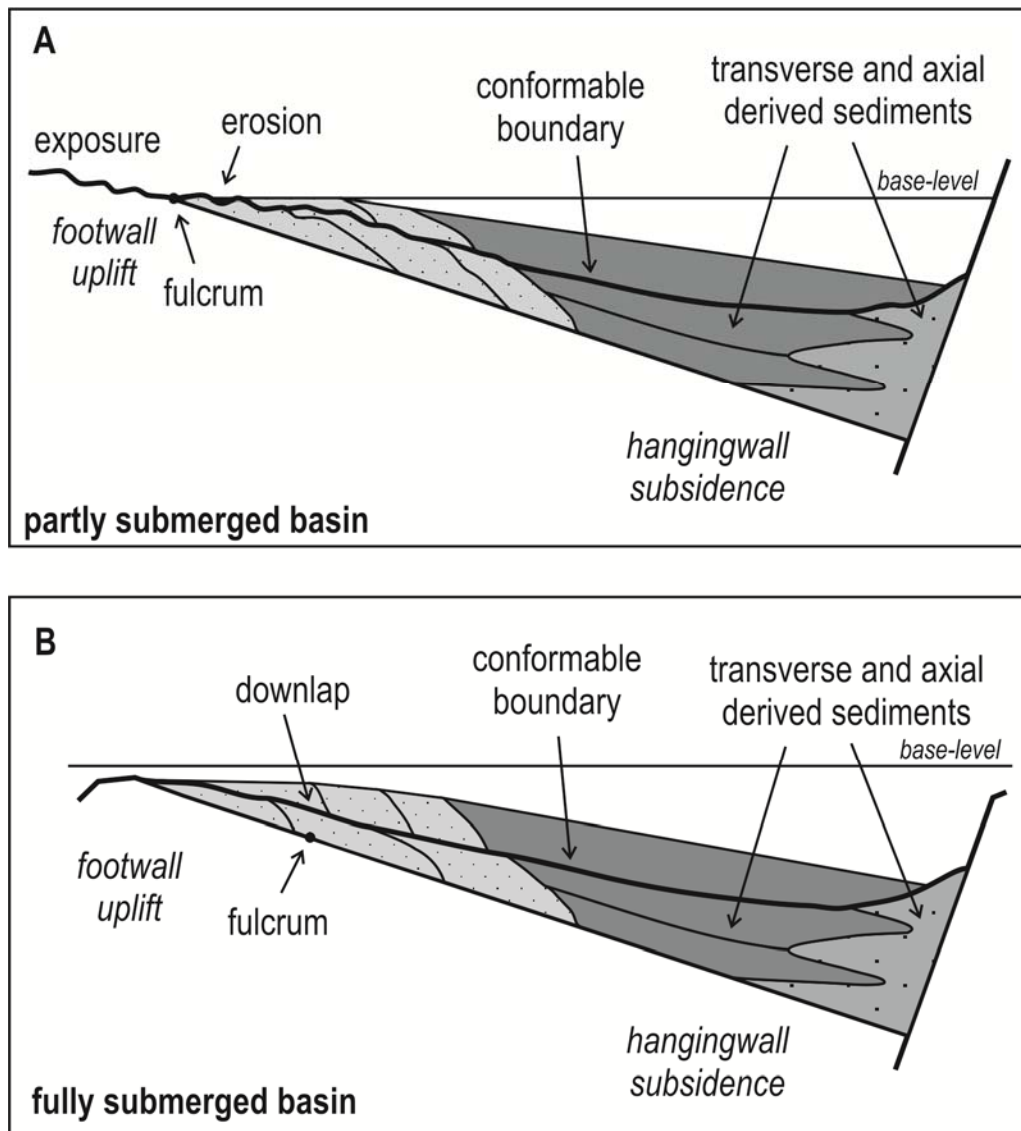 A
exposure
erosion
conformable
boundary
transverse and axial
derived sediments
base-level
footwall
uplift
fulcrum
hangingwall
subsidence
partly submerged basin
B
downlap
conformable
boundary
transverse and axial
derived sediments
base-level
footwall
uplift
fulcrum
hangingwall
subsidence
fully submerged basin